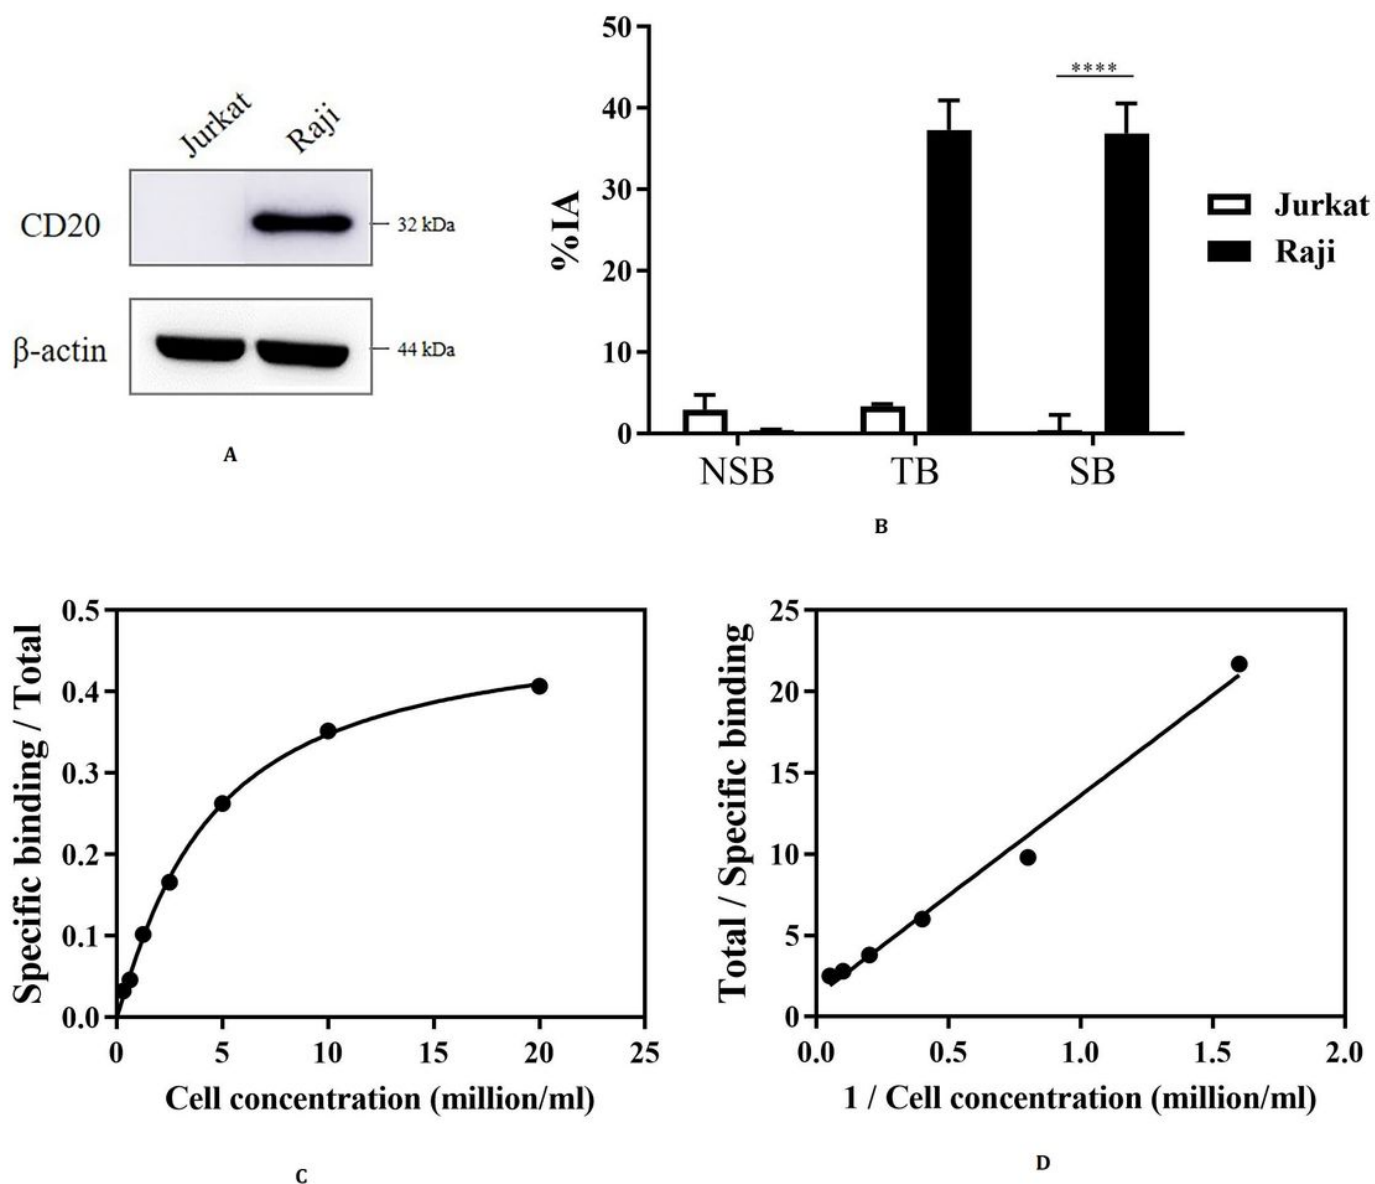 Jurkat
Raji
CD20
32 kDa
β-actin
44 kDa
A
50
40
30
20
10
0
%IA
****
NSB
TB
SB
Jurkat
Raji
B
0.5
0.4
0.3
0.2
0.1
0.0
Specific binding / Total
0
5
10
15
20
25
Cell concentration (million/ml)
C
25
20
15
10
5
0
Total / Specific binding
0.0
0.5
1.0
1.5
2.0
1 / Cell concentration (million/ml)
D